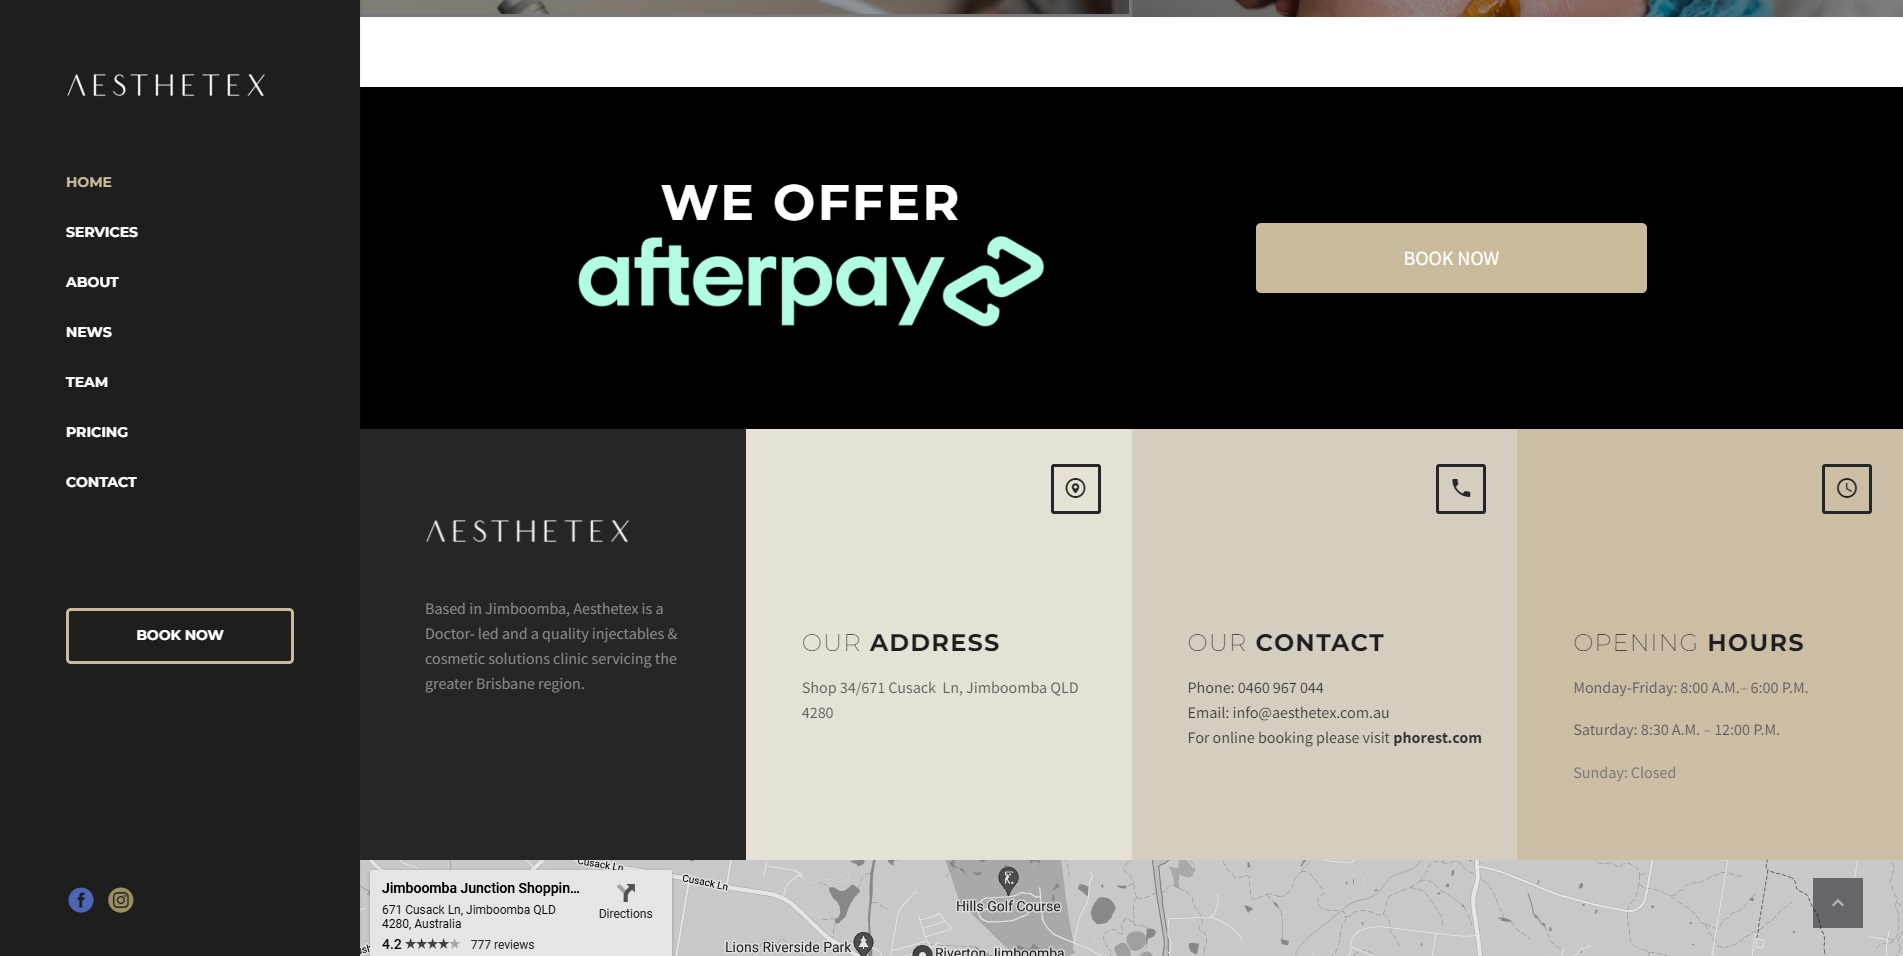 AESTHETEX
HOME
SERVICES
ABOUT
NEWS
TEAM
PRICING
CONTACT
BOOK NOW
WE OFFER
afterpay
BOOK NOW
AESTHETEX
Based in Jimboomba, Aesthetex is a
Doctor- led and a quality injectables &
cosmetic solutions clinic servicing the
greater Brisbane region.
OUR ADDRESS
Shop 34/671 Cusack Ln, Jimboomba QLD
4280
OUR CONTACT
Phone: 0460 967 044
Email: info@aesthetex.com.au
For online booking please visit phorest.com
OPENING HOURS
Monday-Friday: 8:00 A.M.– 6:00 P.M.
Saturday: 8:30 A.M. – 12:00 P.M.
Sunday: Closed
Cusack Ln
Cusack Ln
Jimboomba Junction Shoppin...
671 Cusack Ln, Jimboomba QLD
4280, Australia
Directions
4.2 777 reviews
Hills Golf Course
Lions Riverside Park
Riverton Jimboomba